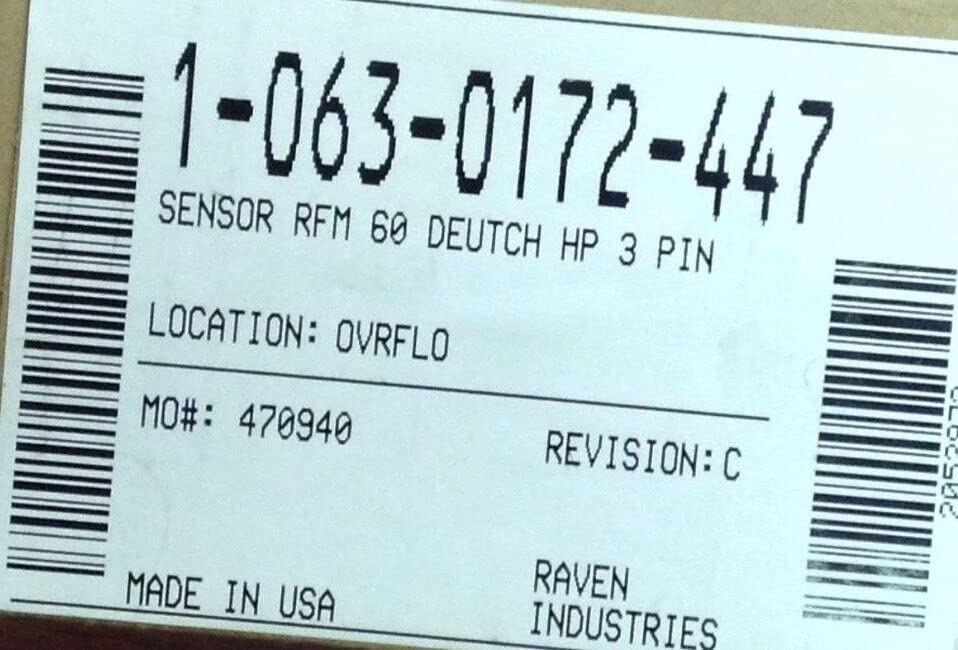 1-063-0172-447
SENSOR RFM 60 DEUTCH HP 3 PIN
LOCATION: OVRFLO
MO#: 470940
REVISION: C
MADE IN USA
RAVEN
INDUSTRIES